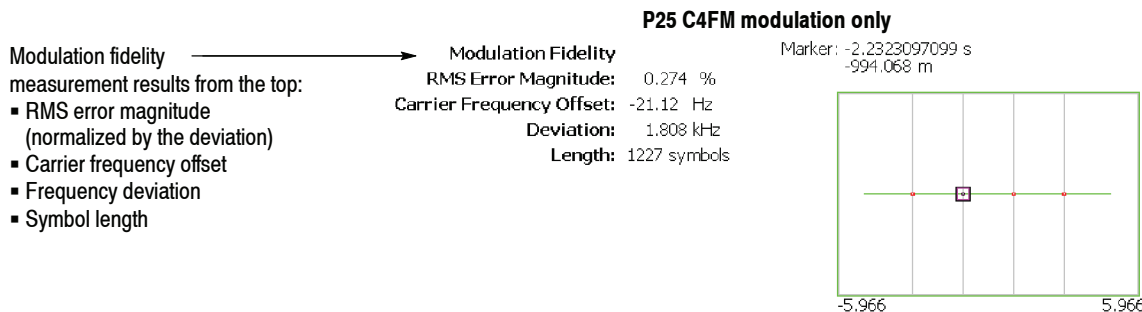 P25 C4FM modulation only
Modulation fidelity
measurement results from the top:
▪ RMS error magnitude
(normalized by the deviation)
▪ Carrier frequency offset
▪ Frequency deviation
▪ Symbol length
Modulation Fidelity
RMS Error Magnitude: 0.274 %
Carrier Frequency Offset: -21.12 Hz
Deviation: 1.808 kHz
Length: 1227 symbols
Marker: -2.2323097099 s
-994.068 m
-5.966 5.966